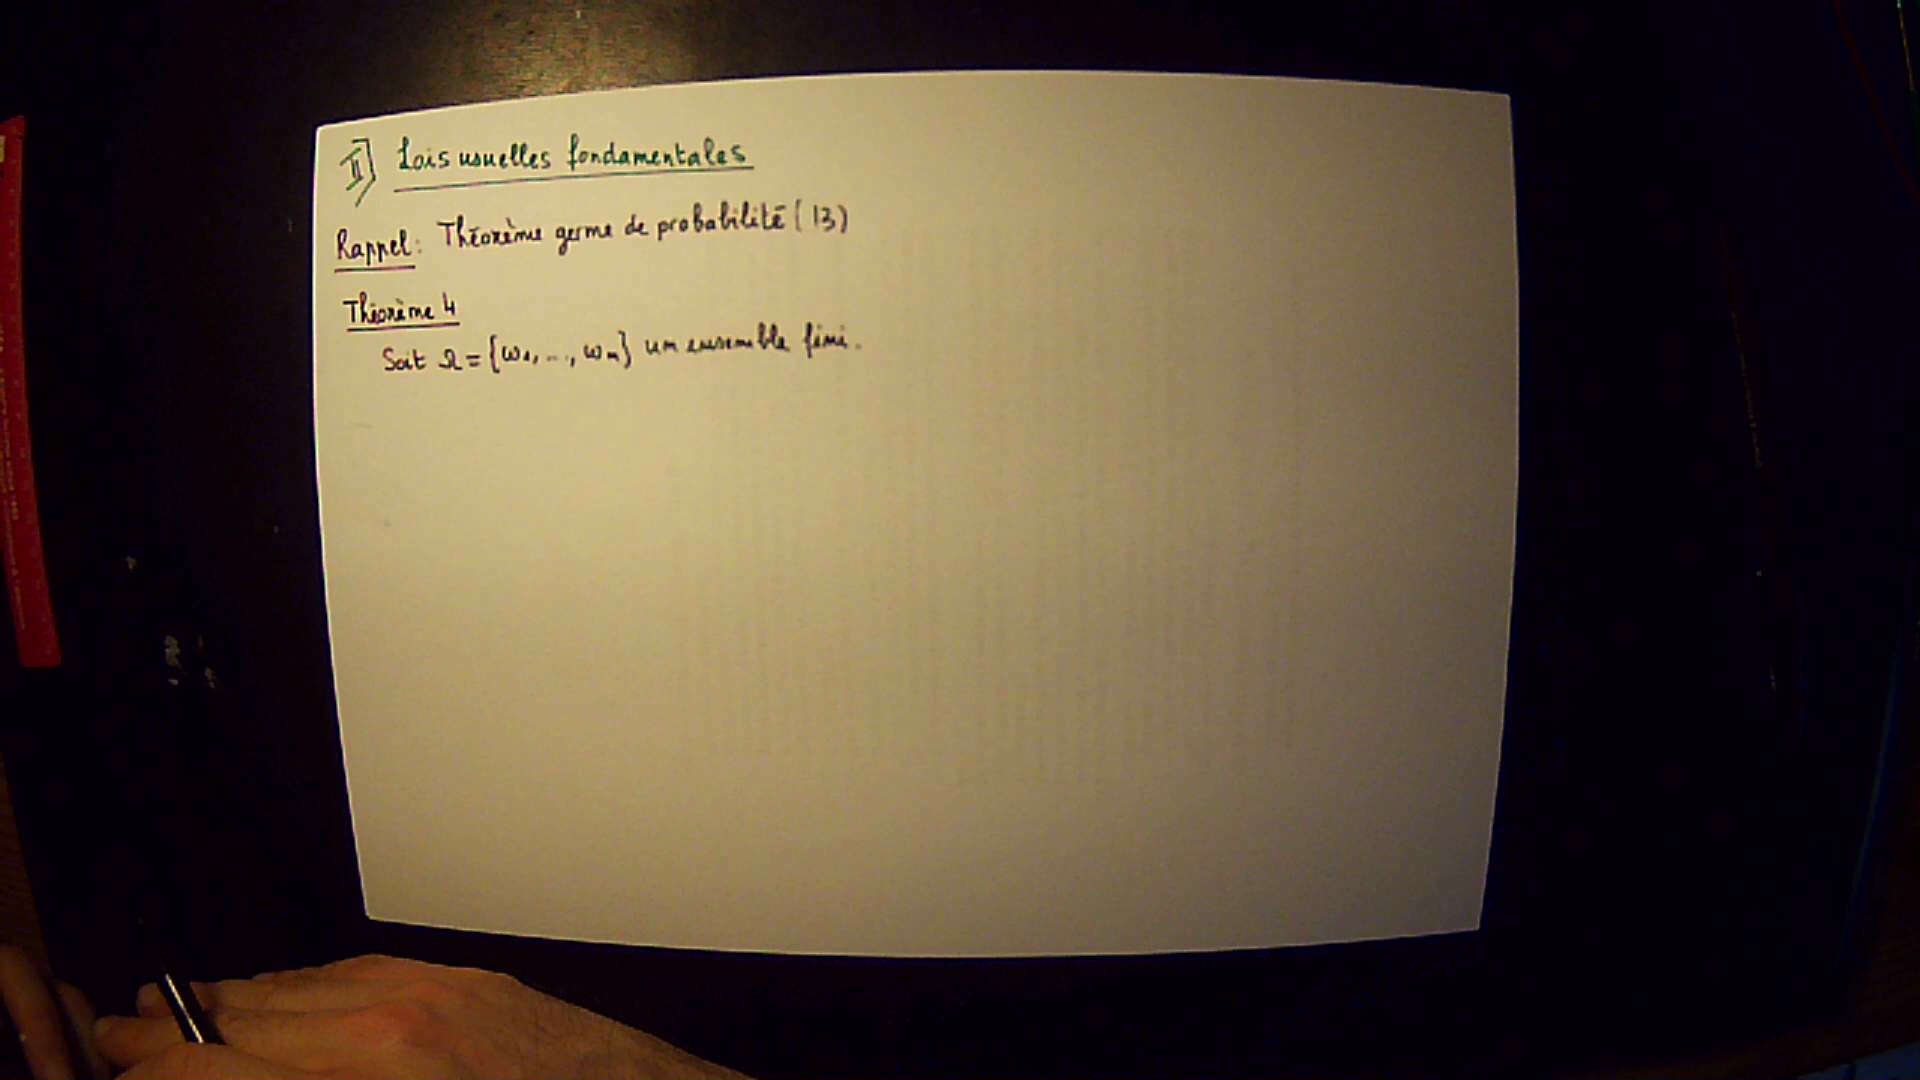 II) Lois usuelles fondamentales
Rappel: Théorème germe de probabilité (13)
Théorème 4
Soit Ω = {ω₁, ..., ωₙ} un ensemble fini.